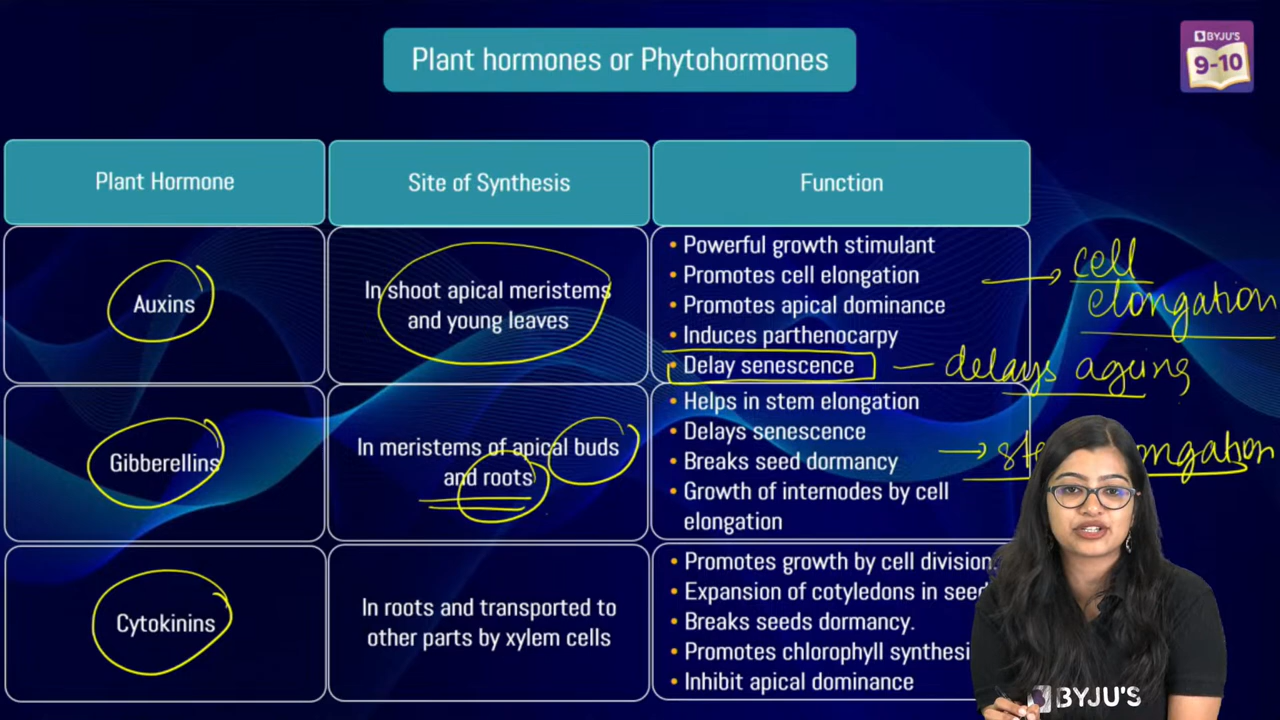 Plant hormones or Phytohormones
BYJU'S
9-10
Plant Hormone
Site of Synthesis
Function
Auxins
In shoot apical meristems
and young leaves
• Powerful growth stimulant
• Promotes cell elongation
• Promotes apical dominance
• Induces parthenocarpy
• Delay senescence
cell
elongation
delays ageing
Gibberellins
In meristems of apical buds
and roots
• Helps in stem elongation
• Delays senescence
• Breaks seed dormancy
• Growth of internodes by cell
elongation
Cytokinins
In roots and transported to
other parts by xylem cells
• Promotes growth by cell division
• Expansion of cotyledons in
• Breaks seeds dormancy.
• Promotes chlorophyll
• Inhibit apical dominance
BYJU'S